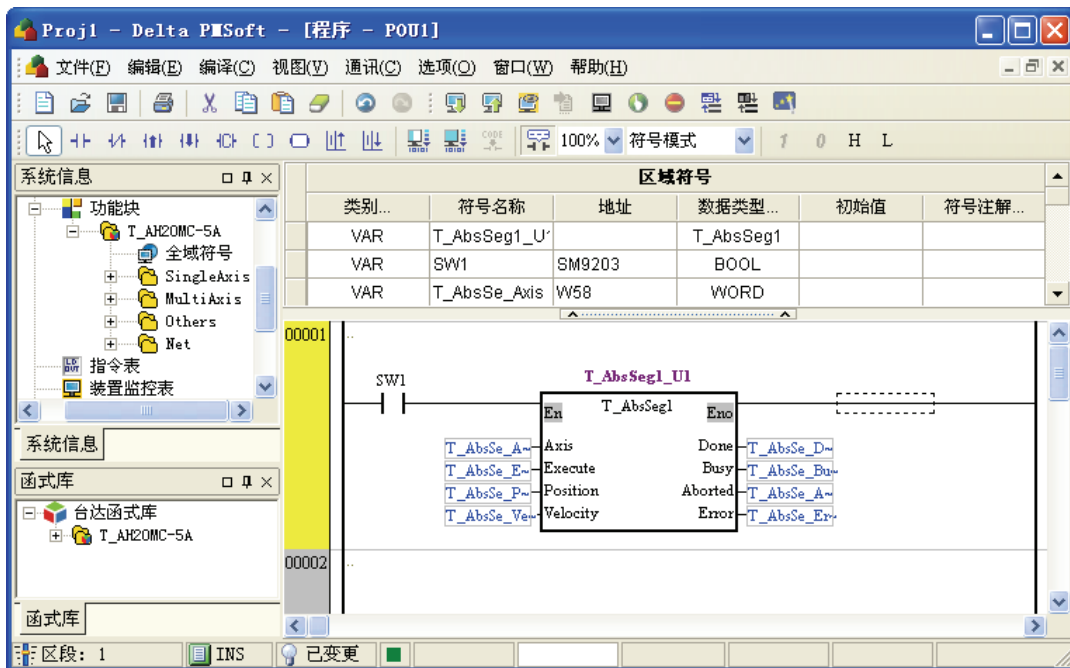 Proj1 - Delta PMSoft - [程序 - POU1]
文件(F) 编辑(E) 编译(C) 视图(V) 通讯(C) 选项(O) 窗口(W) 帮助(H)
CODE 100% 符号模式 1 0 H L
系统信息
功能块
T_AH20MC-5A
全域符号
SingleAxis
MultiAxis
Others
Net
指令表
装置监控表
系统信息
函式库
台达函式库
T_AH20MC-5A
函式库
区域符号
类别... 符号名称 地址 数据类型... 初始值 符号注解...
VAR T_AbsSeg1_U1 T_AbsSeg1
VAR SW1 SM9203 BOOL
VAR T_AbsSe_Axis W58 WORD
00001
SW1
T_AbsSeg1_U1
En T_AbsSeg1 Eno
T_AbsSe_A~ Axis Done T_AbsSe_D~
T_AbsSe_E~ Execute Busy T_AbsSe_Bu~
T_AbsSe_P~ Position Aborted T_AbsSe_A~
T_AbsSe_Ve~ Velocity Error T_AbsSe_Er~
00002
区段: 1 INS 已变更